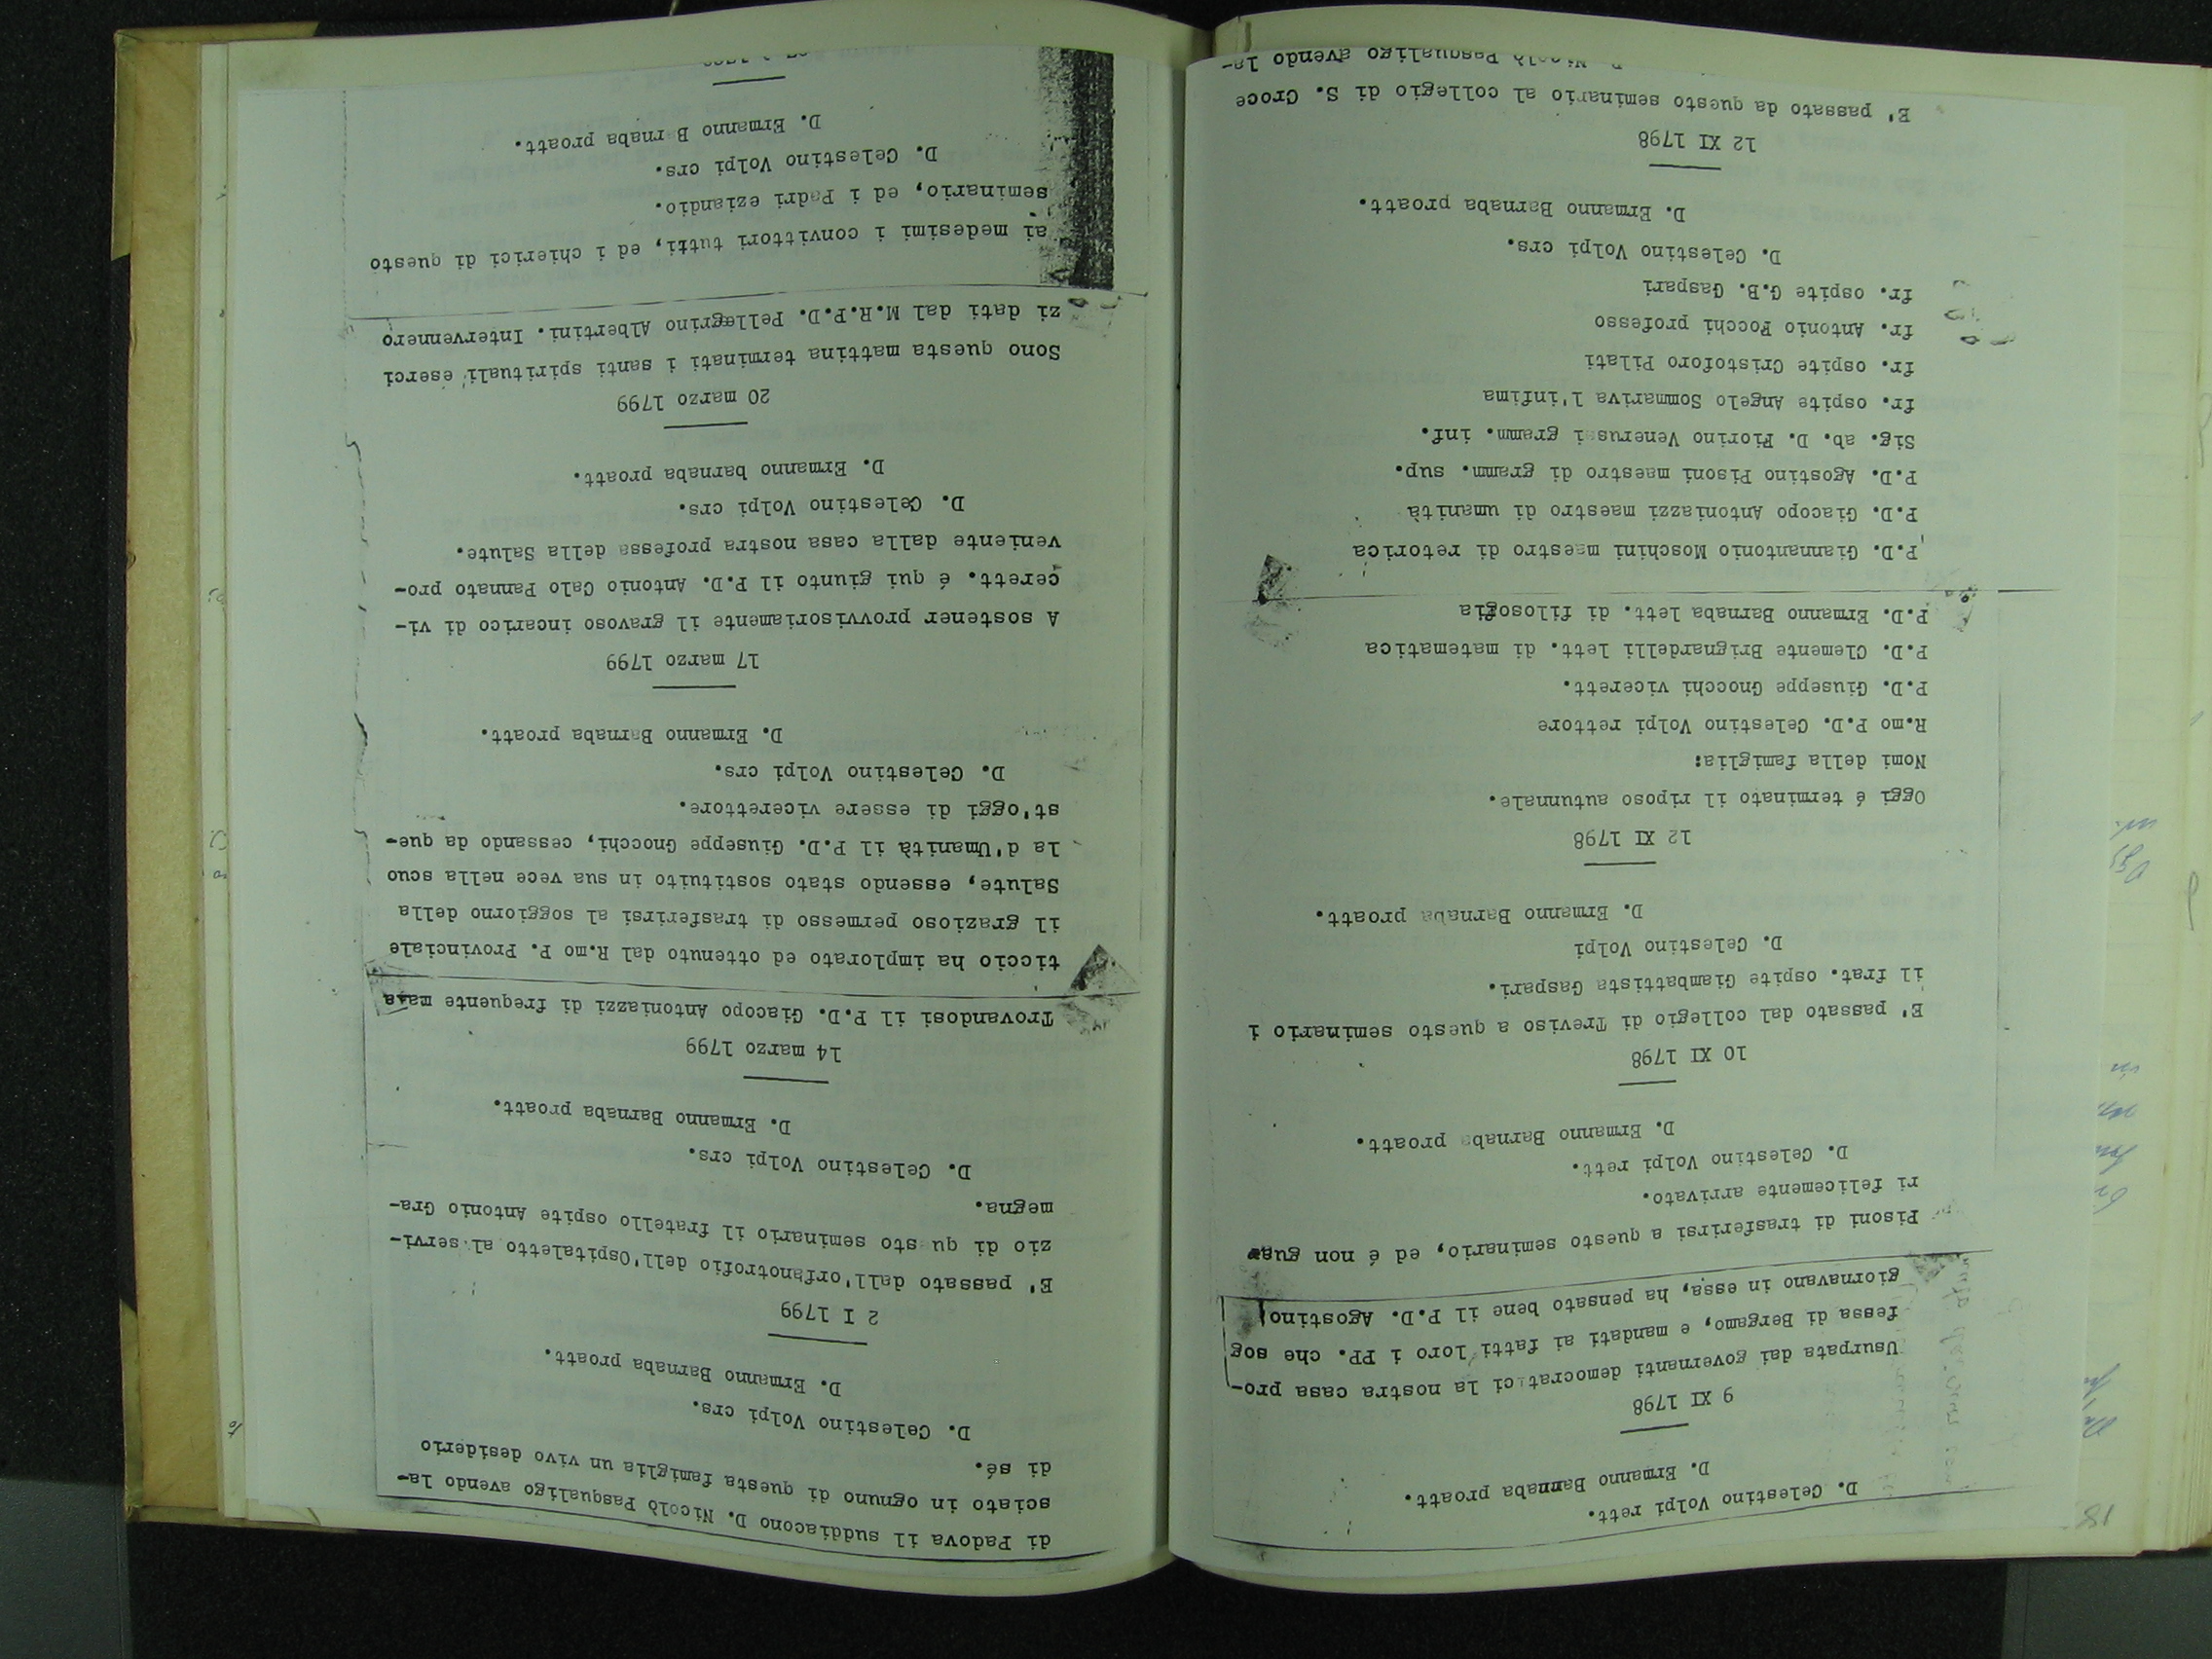 18
D. Celestino Volpi rett.
D. Ermanno Barnaba proatt.
9 XI 1798
Usurpata dai governanti democratici la nostra casa pro-
fessa di Bergamo, e mandati ai fatti loro i PP. che sog
giornavano in essa, ha pensato bene il P.D. Agostino
Pisoni di trasferirsi a questo seminario, ed é non guar
ri felicemente arrivato.
D. Celestino Volpi rett.
D. Ermanno Barnaba proatt.
10 XI 1798
E' passato dal collegio di Treviso a questo seminario i
il frat. ospite Giambattista Gaspari.
D. Celestino Volpi
D. Ermanno Barnaba proatt.
12 XI 1798
Oggi é terminato il riposo autunnale.
Nomi della famiglia:
R.mo P.D. Celestino Volpi rettore
P.D. Giuseppe Gnocchi vicerett.
P.D. Clemente Brignardelli lett. di matematica
P.D. Ermanno Barnaba lett. di filosofia
P.D. Giannantonio Moschini maestro di retorica
P.D. Giacopo Antoniazzi maestro di umanità
P.D. Agostino Pisoni maestro di gramm. sup.
Sig. ab. D. Fiorino Venerussi gramm. inf.
fr. ospite Angelo Sommariva l'infima
fr. ospite Cristoforo Pilati
fr. Antonio Pocchi professo
fr. ospite G.B. Gaspari
D. Celestino Volpi crs.
D. Ermanno Barnaba proatt.
12 XI 1798
E' passato da questo seminario al collegio di S. Croce
D. Nicolò Pasqualigo avendo la-
di Padova il suddiacono D. Nicolò Pasqualigo avendo la-
sciato in ognuno di questa famiglia un vivo desiderio
di sé.
D. Celestino Volpi crs.
D. Ermanno Barnaba proatt.
2 I 1799
E' passato dall'orfanotrofio dell'Ospitaletto al servi-
zio di qu sto seminario il fratello ospite Antonio Gra-
megna.
D. Celestino Volpi crs.
D. Ermanno Barnaba proatt.
14 marzo 1799
Trovandosi il P.D. Giacopo Antoniazzi di frequente
ticcio ha implorato ed ottenuto dal R.mo P. Provinciale
il grazioso permesso di trasferirsi al soggiorno della
Salute, essendo stato sostituito in sua vece nella scuo
la d'Umanità il P.D. Giuseppe Gnocchi, cessando da que-
st'oggi di essere vicerettore.
D. Celestino Volpi crs.
D. Ermanno Barnaba proatt.
17 marzo 1799
A sostener provvisoriamente il gravoso incarico di vi-
cerett. é qui giunto il P.D. Antonio Calo Pannato pro-
veniente dalla casa nostra professa della Salute.
D. Celestino Volpi crs.
D. Ermanno barnaba proatt.
20 marzo 1799
Sono questa mattina terminati i santi spirituali eserci
zi dati dal M.R.P.D. Pellegrino Albertini. Intervennero
ai medesimi i convittori tutti, ed i chierici di questo
seminario, ed i Padri eziandio.
D. Celestino Volpi crs.
D. Ermanno Barnaba proatt.